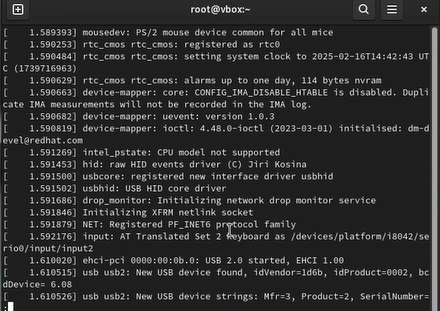 root@vbox:~
[    1.589393] mousedev: PS/2 mouse device common for all mice
[    1.590253] rtc_cmos rtc_cmos: registered as rtc0
[    1.590484] rtc_cmos rtc_cmos: setting system clock to 2025-02-16T14:42:43 UT
C (1739716963)
[    1.590629] rtc_cmos rtc_cmos: alarms up to one day, 114 bytes nvram
[    1.590663] device-mapper: core: CONFIG_IMA_DISABLE_HTABLE is disabled. Dupli
cate IMA measurements will not be recorded in the IMA log.
[    1.590682] device-mapper: uevent: version 1.0.3
[    1.590819] device-mapper: ioctl: 4.48.0-ioctl (2023-03-01) initialised: dm-d
evel@redhat.com
[    1.591269] intel_pstate: CPU model not supported
[    1.591453] hid: raw HID events driver (C) Jiri Kosina
[    1.591500] usbcore: registered new interface driver usbhid
[    1.591502] usbhid: USB HID core driver
[    1.591686] drop_monitor: Initializing network drop monitor service
[    1.591846] Initializing XFRM netlink socket
[    1.591879] NET: Registered PF_INET6 protocol family
[    1.592176] input: AT Translated Set 2 keyboard as /devices/platform/i8042/se
rio0/input/input2
[    1.610020] ehci-pci 0000:00:0b.0: USB 2.0 started, EHCI 1.00
[    1.610515] usb usb2: New USB device found, idVendor=1d6b, idProduct=0002, bc
dDevice= 6.08
[    1.610526] usb usb2: New USB device strings: Mfr=3, Product=2, SerialNumber=
: